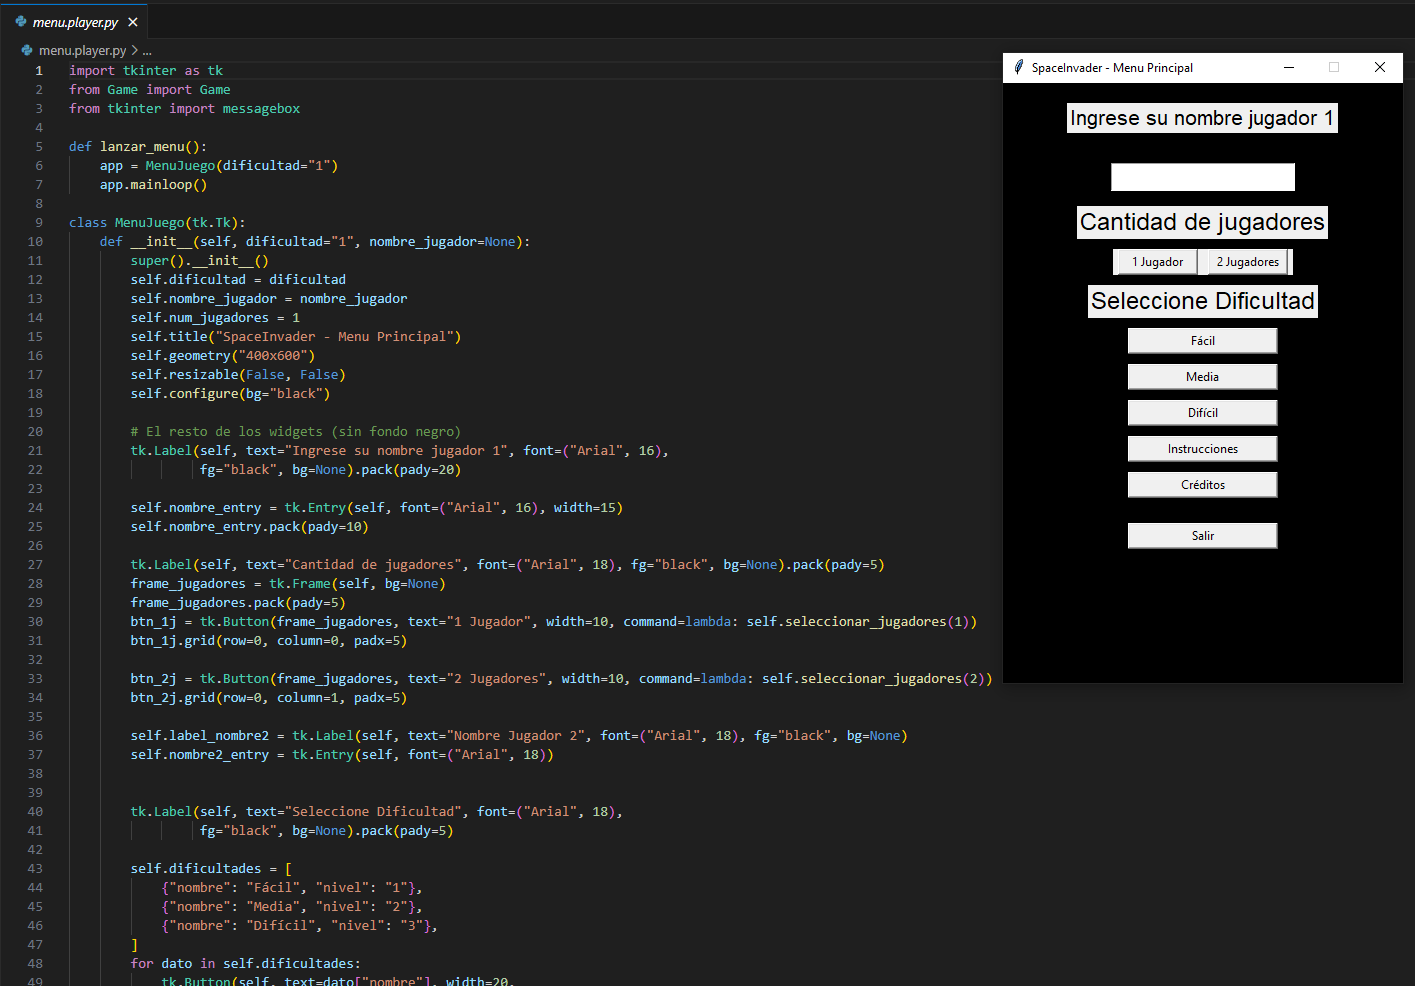 menu.player.py
menu.player.py > ...
1 import tkinter as tk
2 from Game import Game
3 from tkinter import messagebox
4
5 def lanzar_menu():
6 app = MenuJuego(dificultad="1")
7 app.mainloop()
8
9 class MenuJuego(tk.Tk):
10 def __init__(self, dificultad="1", nombre_jugador=None):
11 super().__init__()
12 self.dificultad = dificultad
13 self.nombre_jugador = nombre_jugador
14 self.num_jugadores = 1
15 self.title("SpaceInvader - Menu Principal")
16 self.geometry("400x600")
17 self.resizable(False, False)
18 self.configure(bg="black")
19
20 # El resto de los widgets (sin fondo negro)
21 tk.Label(self, text="Ingrese su nombre jugador 1", font=("Arial", 16),
22 fg="black", bg=None).pack(pady=20)
23
24 self.nombre_entry = tk.Entry(self, font=("Arial", 16), width=15)
25 self.nombre_entry.pack(pady=10)
26
27 tk.Label(self, text="Cantidad de jugadores", font=("Arial", 18), fg="black", bg=None).pack(pady=5)
28 frame_jugadores = tk.Frame(self, bg=None)
29 frame_jugadores.pack(pady=5)
30 btn_1j = tk.Button(frame_jugadores, text="1 Jugador", width=10, command=lambda: self.seleccionar_jugadores(1))
31 btn_1j.grid(row=0, column=0, padx=5)
32
33 btn_2j = tk.Button(frame_jugadores, text="2 Jugadores", width=10, command=lambda: self.seleccionar_jugadores(2))
34 btn_2j.grid(row=0, column=1, padx=5)
35
36 self.label_nombre2 = tk.Label(self, text="Nombre Jugador 2", font=("Arial", 18), fg="black", bg=None)
37 self.nombre2_entry = tk.Entry(self, font=("Arial", 18))
38
39
40 tk.Label(self, text="Seleccione Dificultad", font=("Arial", 18),
41 fg="black", bg=None).pack(pady=5)
42
43 self.dificultades = [
44 {"nombre": "Fácil", "nivel": "1"},
45 {"nombre": "Media", "nivel": "2"},
46 {"nombre": "Difícil", "nivel": "3"},
47 ]
48 for dato in self.dificultades:
49 tk.Button(self, text=dato["nombre"], width=20,
SpaceInvader - Menu Principal
Ingrese su nombre jugador 1
Cantidad de jugadores
1 Jugador 2 Jugadores
Seleccione Dificultad
Fácil
Media
Difícil
Instrucciones
Créditos
Salir